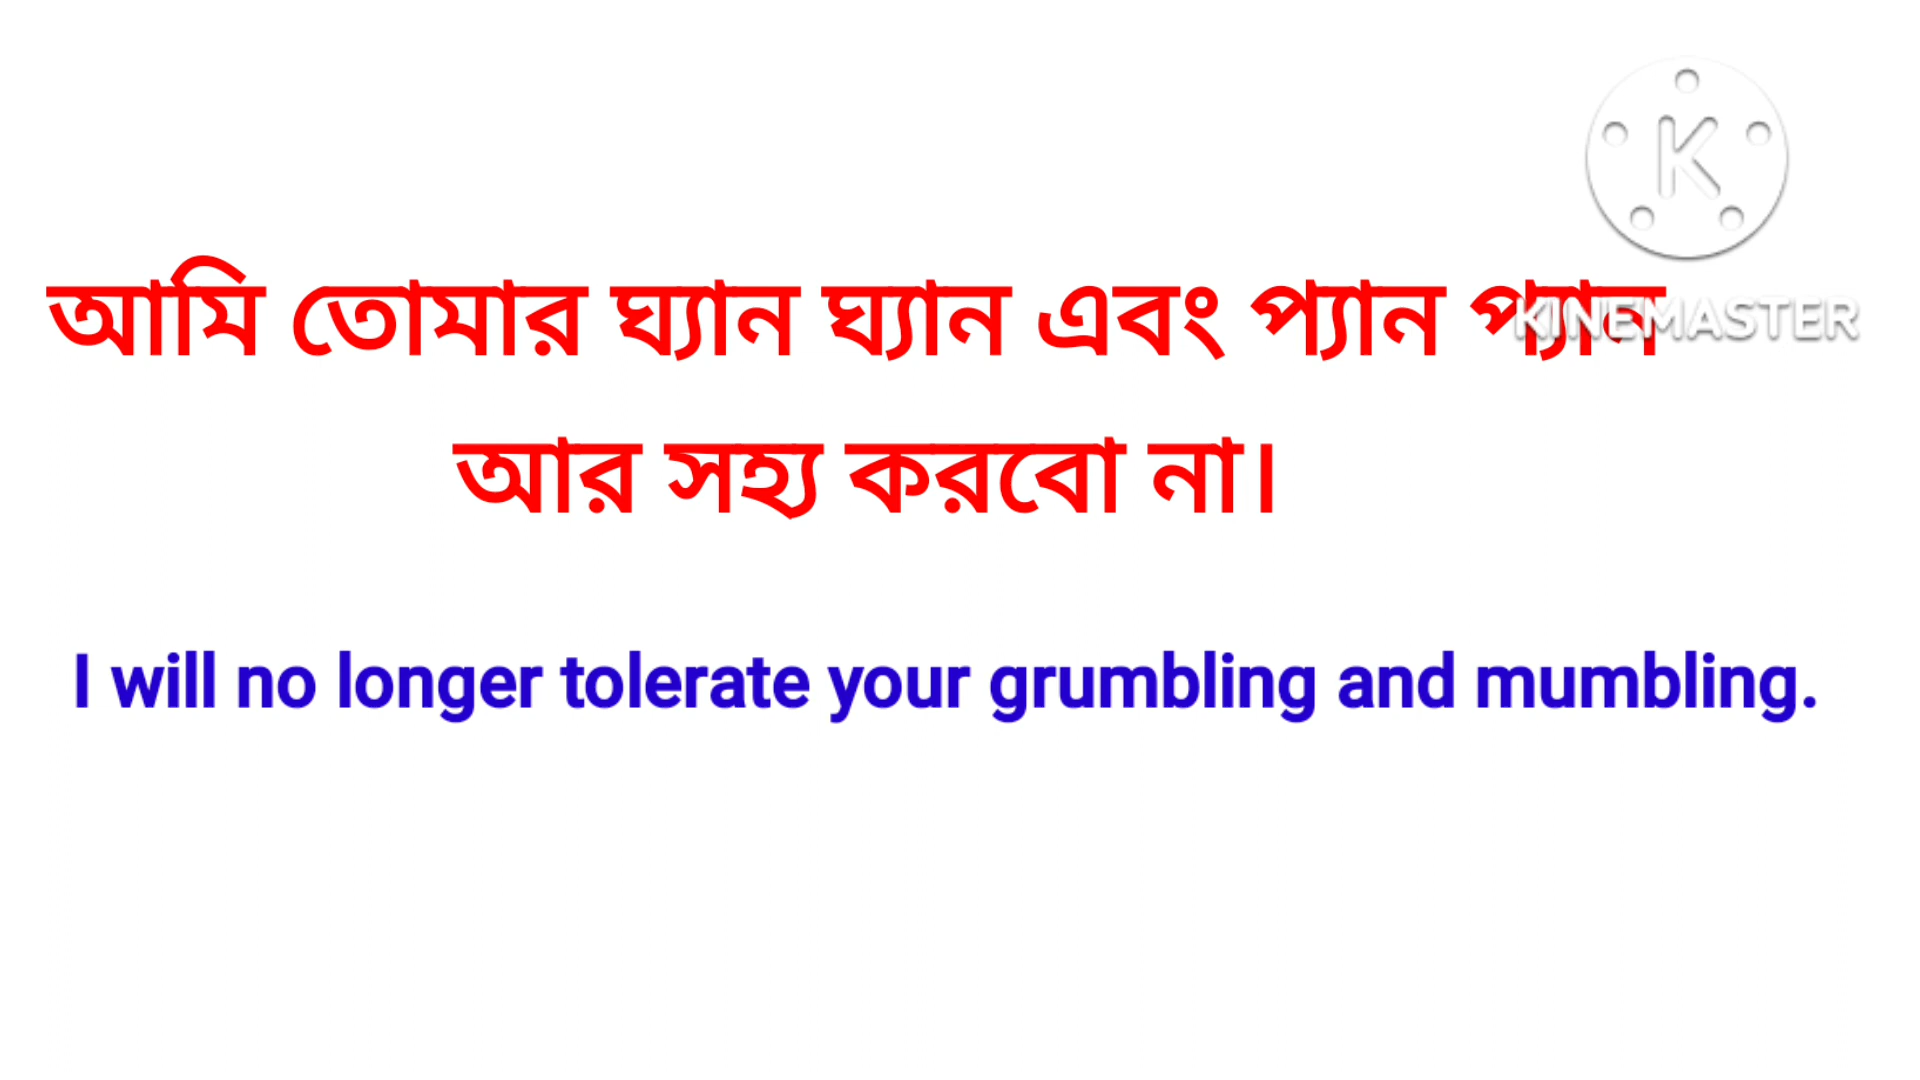 আমি তোমার ঘ্যান ঘ্যান এবং প্যান প্যান
আর সহ্য করবো না।
I will no longer tolerate your grumbling and mumbling.
K
KINEMASTER